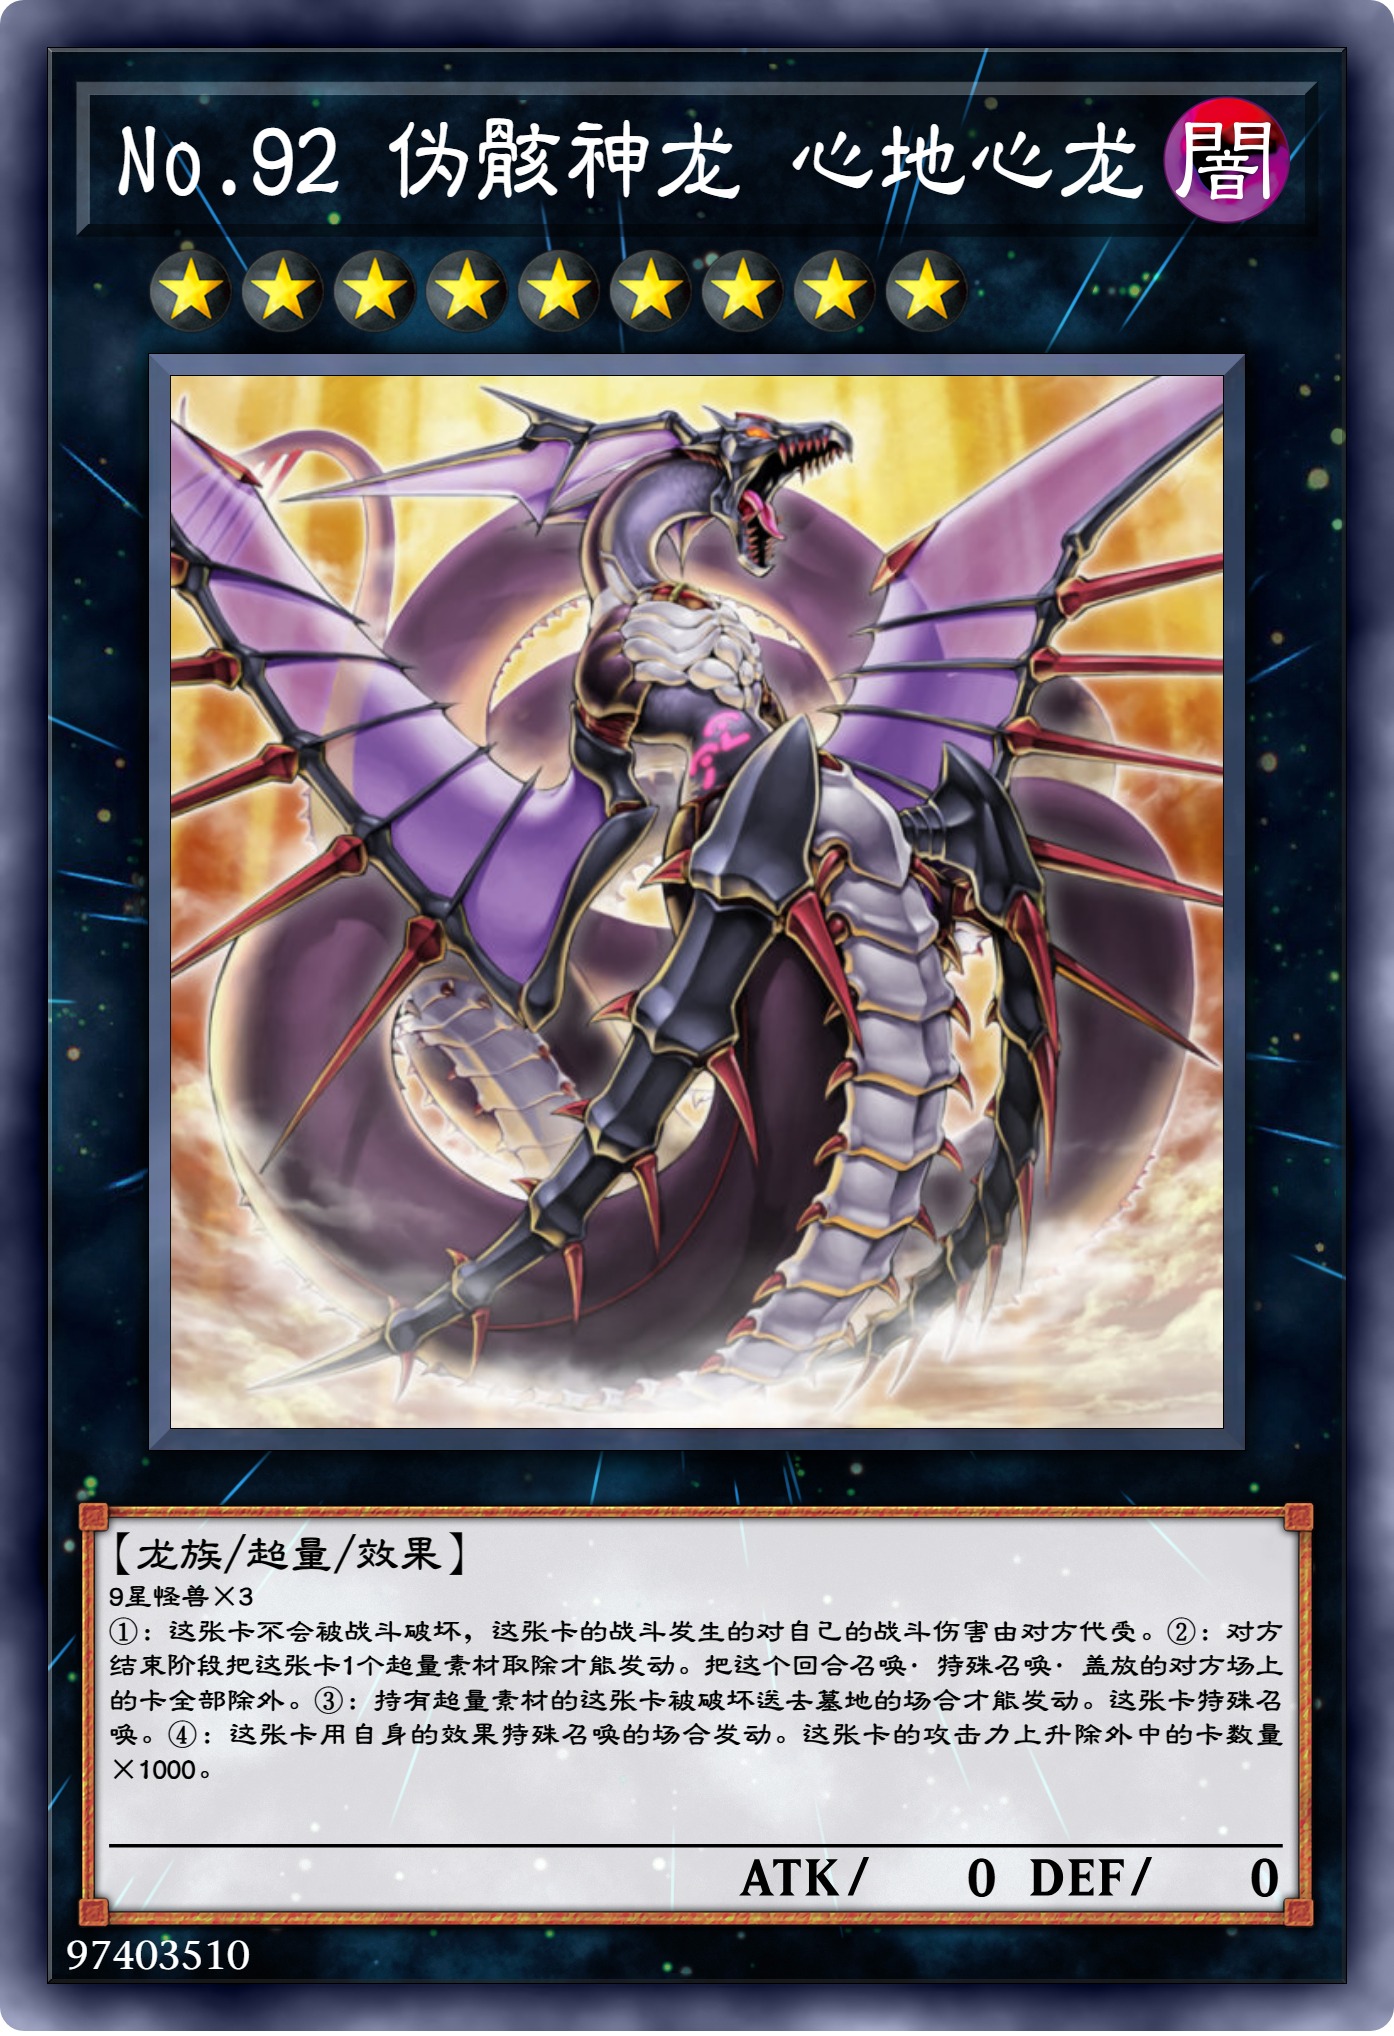 No.92 伪骸神龙 心地心龙 闇
【龙族/超量/效果】
9星怪兽×3
①：这张卡不会被战斗破坏，这张卡的战斗发生的对自己的战斗伤害由对方代受。②：对方
结束阶段把这张卡1个超量素材取除才能发动。把这个回合召唤·特殊召唤·盖放的对方场上
的卡全部除外。③：持有超量素材的这张卡被破坏送去墓地的场合才能发动。这张卡特殊召
唤。④：这张卡用自身的效果特殊召唤的场合发动。这张卡的攻击力上升除外中的卡数量
×1000。
ATK/ 0 DEF/ 0
97403510